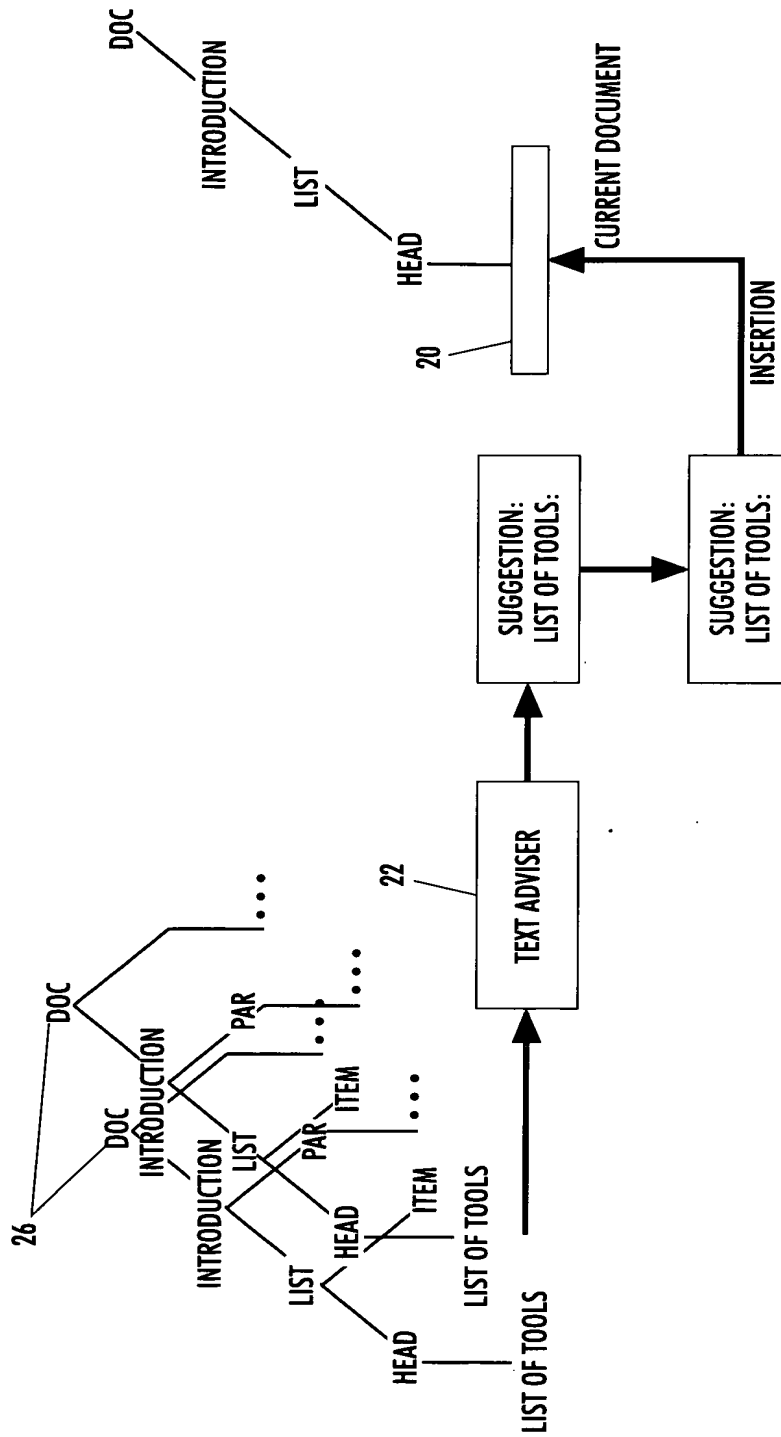 26
DOC
DOC
INTRODUCTION
INTRODUCTION
PAR
LIST
PAR
ITEM
LIST
ITEM
HEAD
HEAD
LIST OF TOOLS
LIST OF TOOLS
22
TEXT ADVISER
SUGGESTION:
LIST OF TOOLS:
SUGGESTION:
LIST OF TOOLS:
INSERTION
CURRENT DOCUMENT
20
HEAD
LIST
INTRODUCTION
DOC